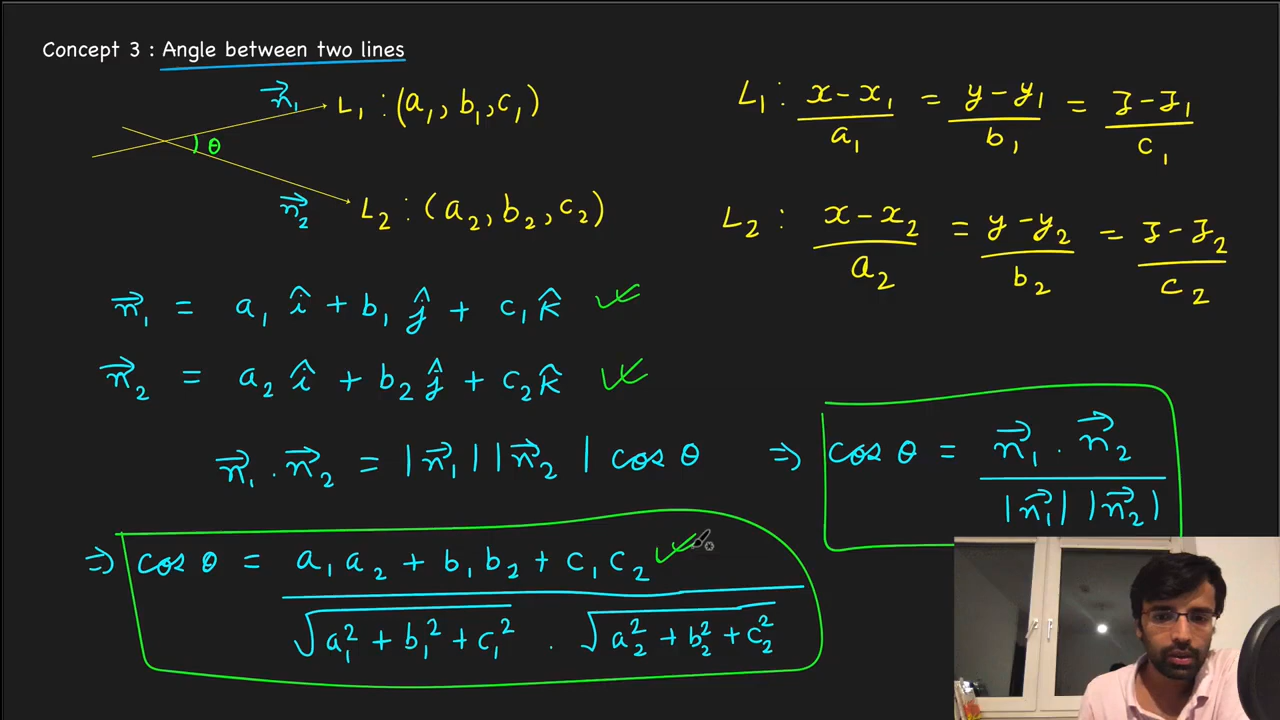 Concept 3 : Angle between two lines
n⃗₁ L₁ : (a₁, b₁, c₁)
θ
n⃗₂ L₂ : (a₂, b₂, c₂)
L₁ : (x - x₁)/a₁ = (y - y₁)/b₁ = (z - z₁)/c₁
L₂ : (x - x₂)/a₂ = (y - y₂)/b₂ = (z - z₂)/c₂
n⃗₁ = a₁ î + b₁ ĵ + c₁ k̂
n⃗₂ = a₂ î + b₂ ĵ + c₂ k̂
n⃗₁ . n⃗₂ = |n⃗₁| |n⃗₂| cos θ ⇒ cos θ = (n⃗₁ . n⃗₂)/(|n⃗₁| |n⃗₂|)
⇒ cos θ = (a₁a₂ + b₁b₂ + c₁c₂)/(√(a₁² + b₁² + c₁²) . √(a₂² + b₂² + c₂²))